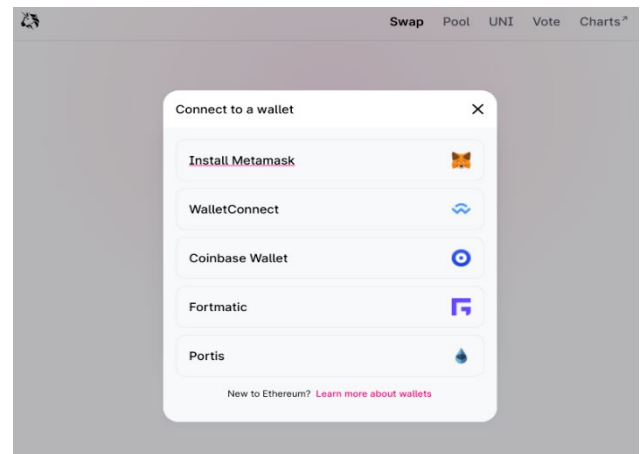 Swap Pool UNI Vote Charts↗
Connect to a wallet
Install Metamask
WalletConnect
Coinbase Wallet
Fortmatic
Portis
New to Ethereum? Learn more about wallets